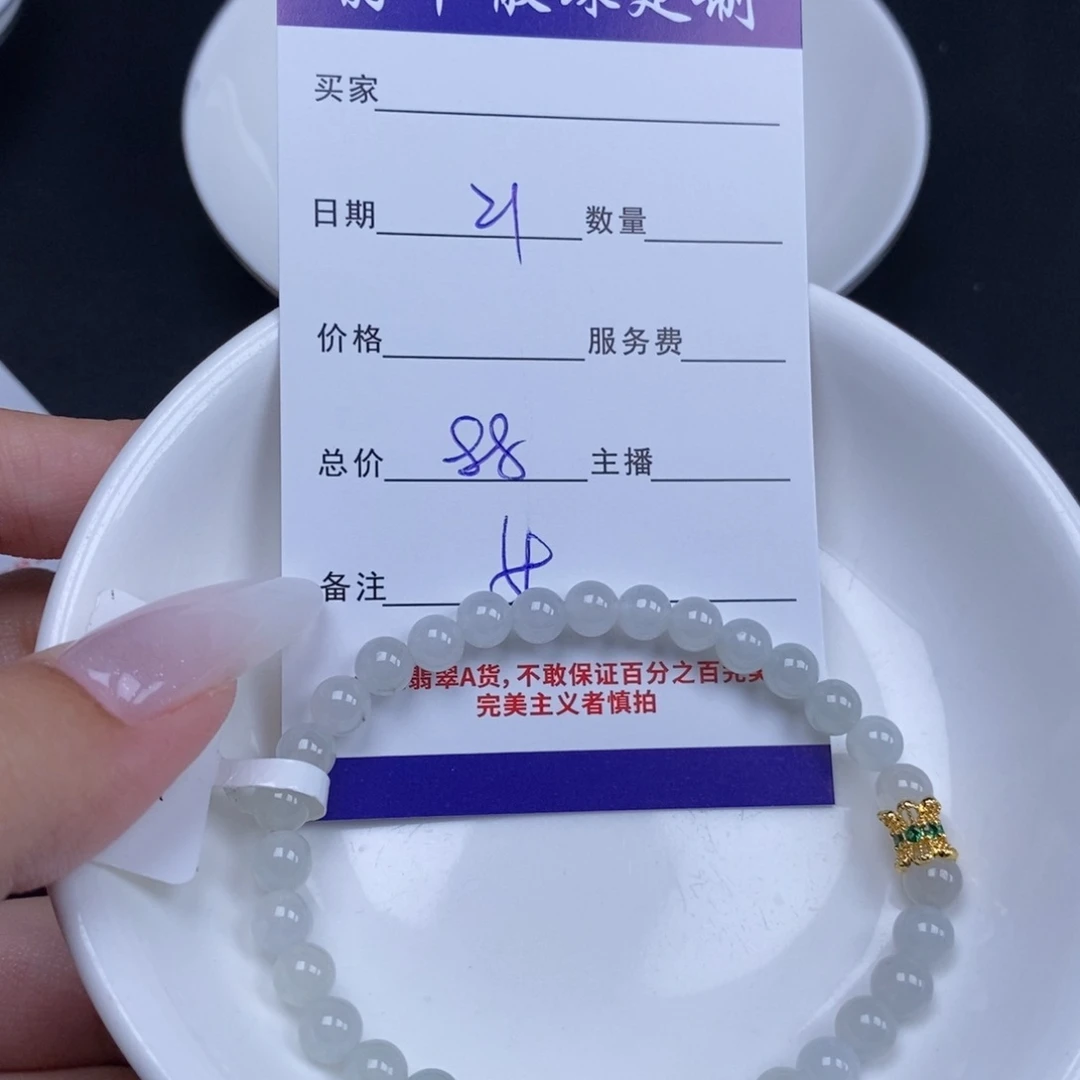 买家
日期 21 数量
价格 服务费
总价 88 主播
备注
翡翠A货,不敢保证百分之百完美
完美主义者慎拍